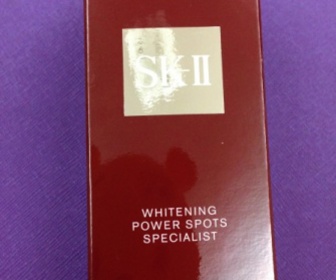 SK-II
WHITENING
POWER SPOTS
SPECIALIST